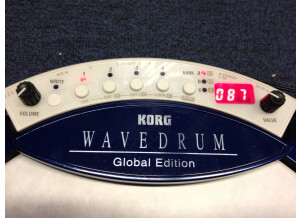 WRITE
BANK
087
VOLUME
VALUE
KORG
WAVEDRUM
Global Edition